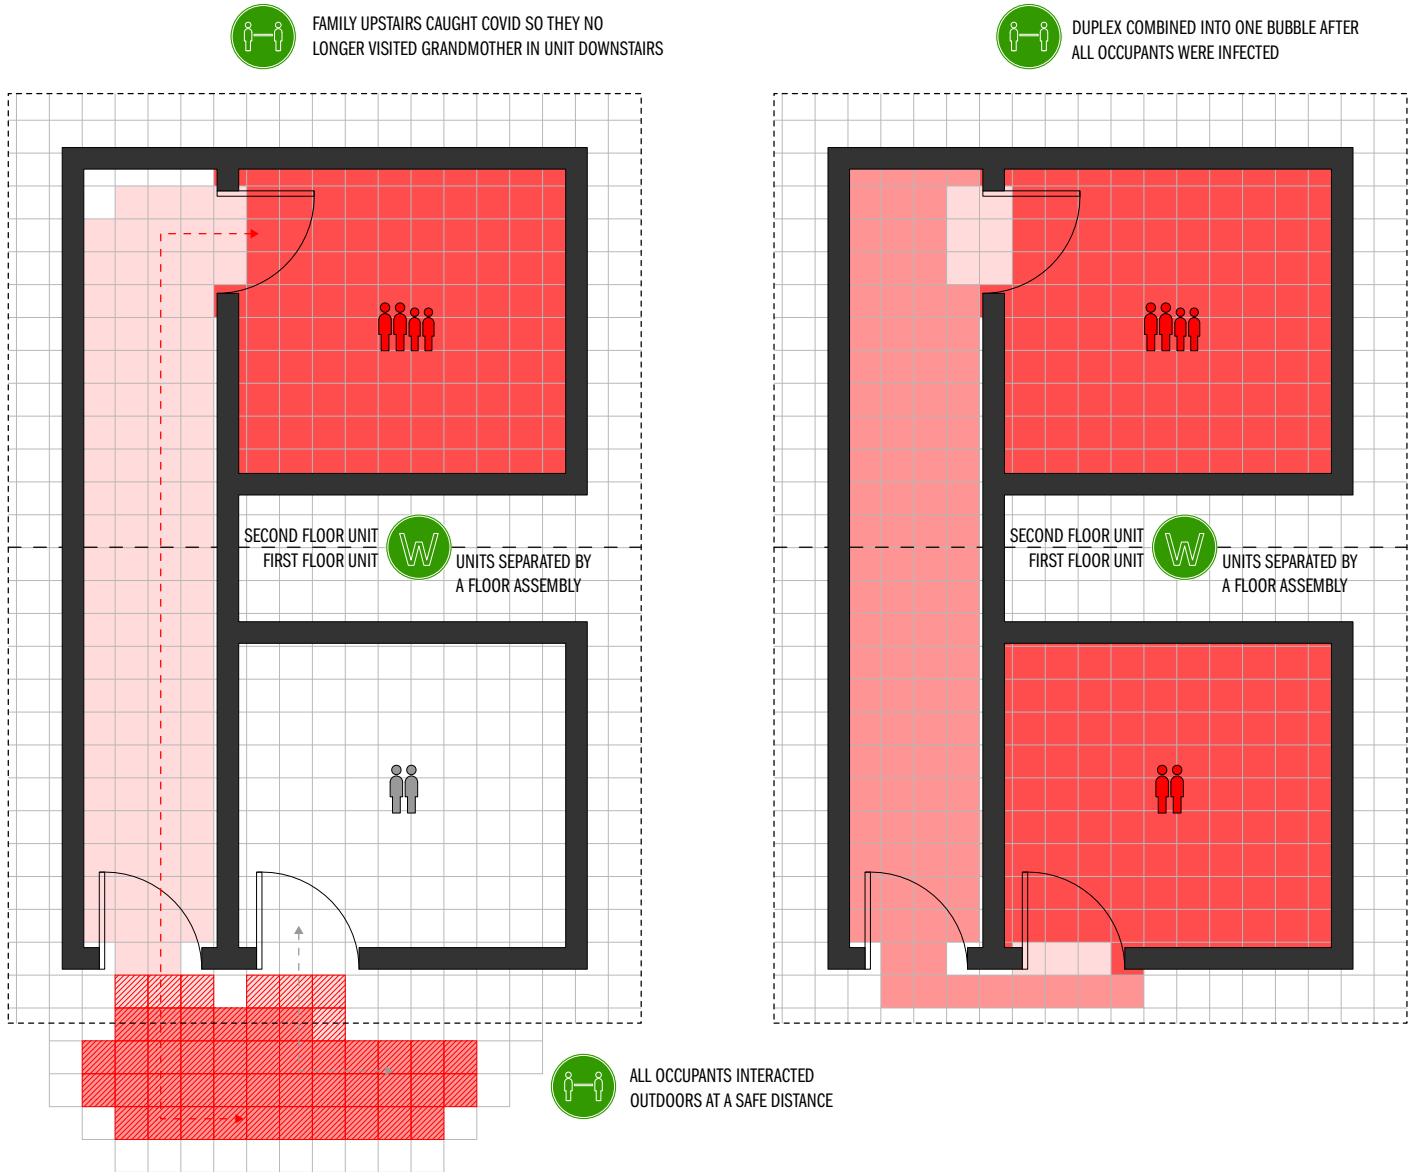 FAMILY UPSTAIRS CAUGHT COVID SO THEY NO
LONGER VISITED GRANDMOTHER IN UNIT DOWNSTAIRS
DUPLEX COMBINED INTO ONE BUBBLE AFTER
ALL OCCUPANTS WERE INFECTED
SECOND FLOOR UNIT
FIRST FLOOR UNIT
W
UNITS SEPARATED BY
A FLOOR ASSEMBLY
SECOND FLOOR UNIT
FIRST FLOOR UNIT
W
UNITS SEPARATED BY
A FLOOR ASSEMBLY
ALL OCCUPANTS INTERACTED
OUTDOORS AT A SAFE DISTANCE